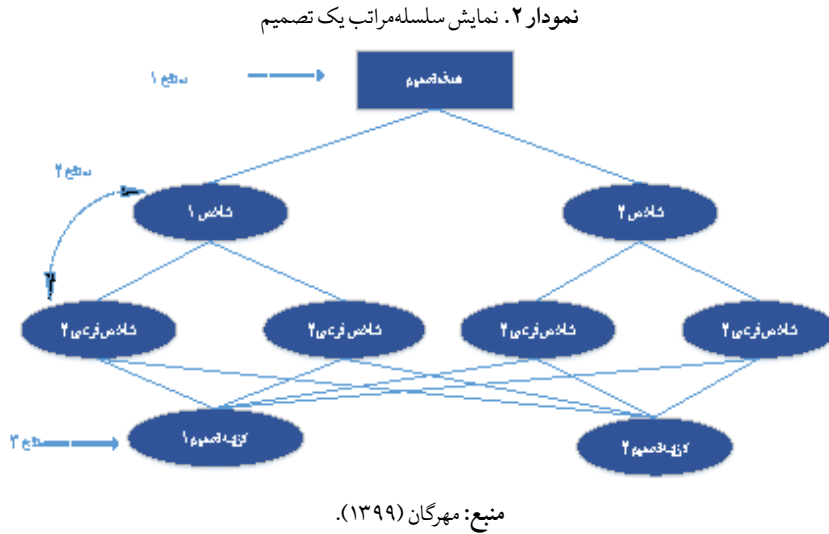 نمودار ۲. نمایش سلسله‌مراتب یک تصمیم
سطح ۱
هدف تصمیم
سطح ۲
شاخص ۱
شاخص ۲
شاخص فرعی ۲
شاخص فرعی ۲
شاخص فرعی ۲
شاخص فرعی ۲
سطح ۳
گزینه تصمیم ۱
گزینه تصمیم ۲
منبع: مهرگان (۱۳۹۹).